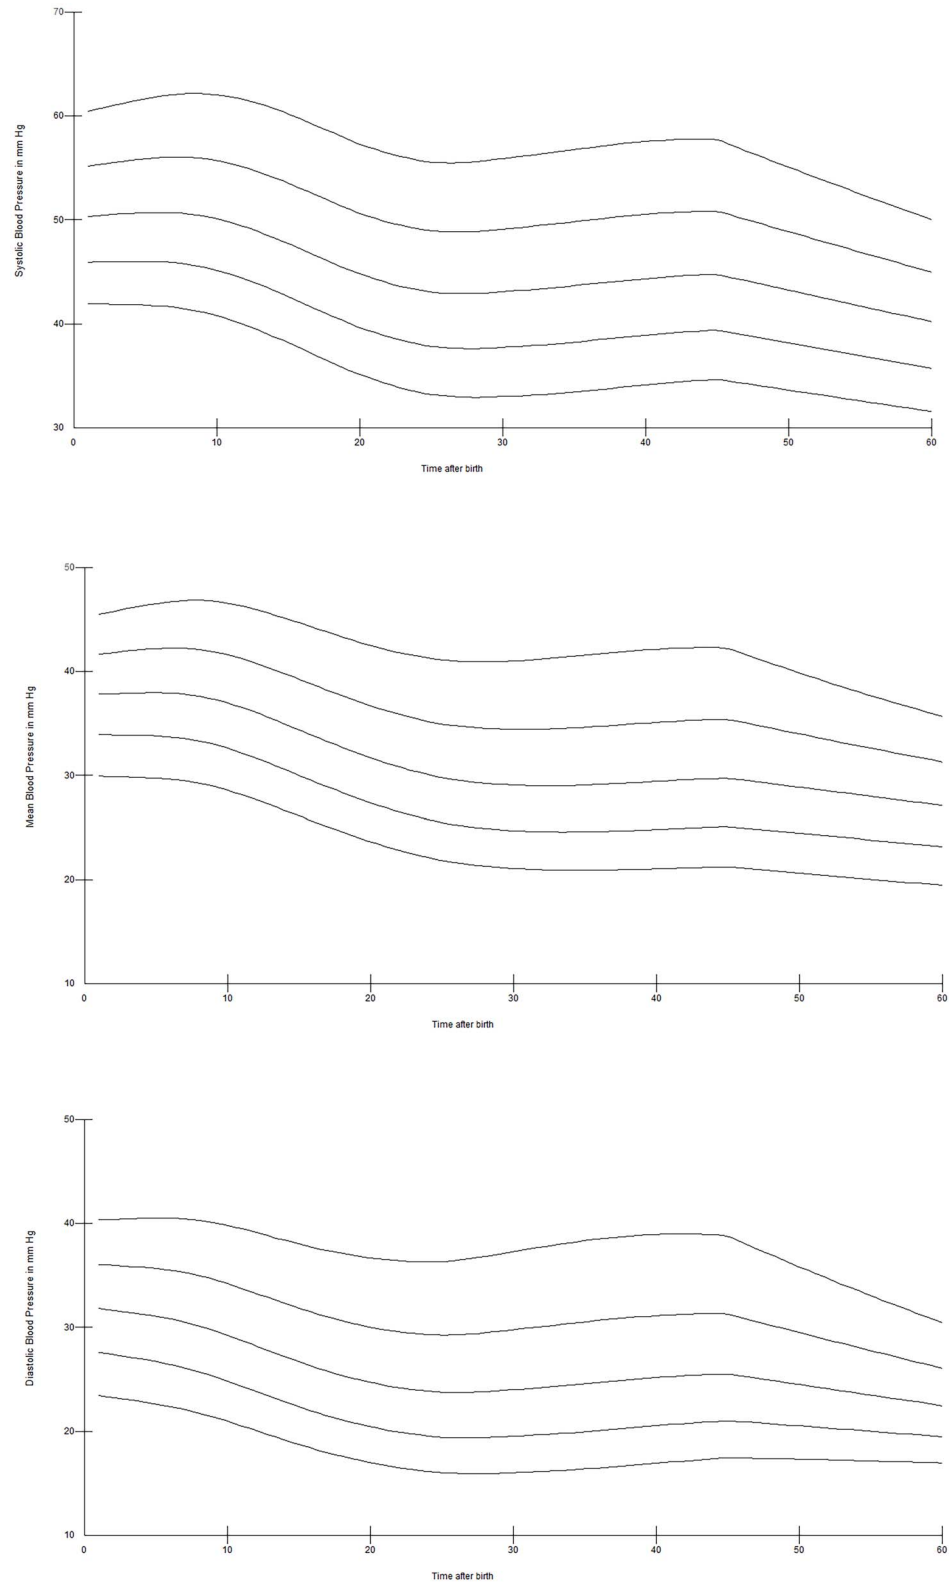 70
60
50
40
30
Systolic Blood Pressure in mm Hg
0 10 20 30 40 50 60
Time after birth
50
40
30
20
10
Mean Blood Pressure in mm Hg
0 10 20 30 40 50 60
Time after birth
50
40
30
20
10
Diastolic Blood Pressure in mm Hg
0 10 20 30 40 50 60
Time after birth